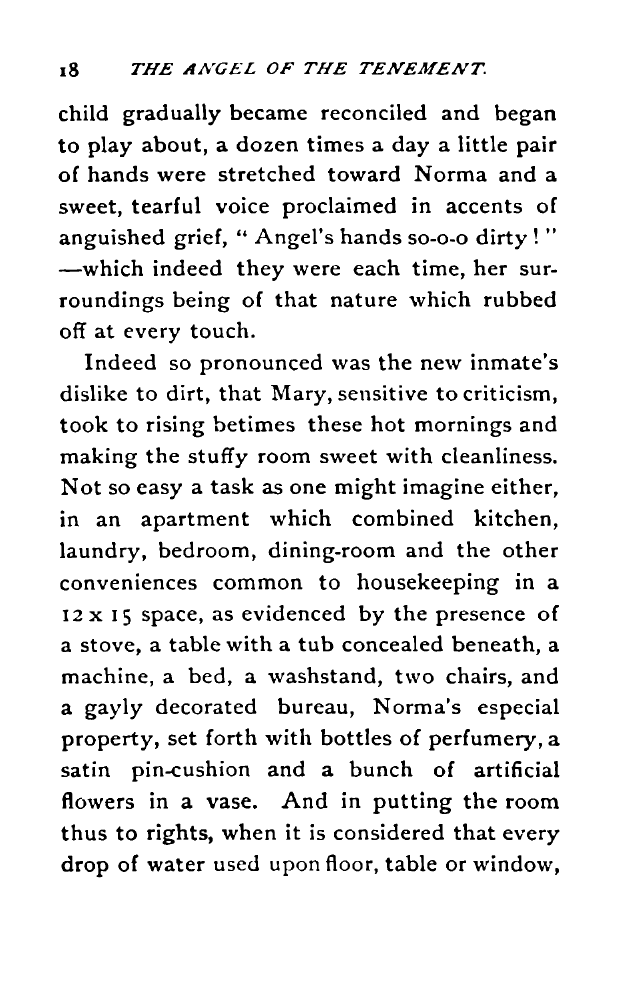 18 THE ANGEL OF THE TENEMENT.
child gradually became reconciled and began
to play about, a dozen times a day a little pair
of hands were stretched toward Norma and a
sweet, tearful voice proclaimed in accents of
anguished grief, “ Angel's hands so-o-o dirty ! ”
—which indeed they were each time, her sur-
roundings being of that nature which rubbed
off at every touch.
Indeed so pronounced was the new inmate's
dislike to dirt, that Mary, sensitive to criticism,
took to rising betimes these hot mornings and
making the stuffy room sweet with cleanliness.
Not so easy a task as one might imagine either,
in an apartment which combined kitchen,
laundry, bedroom, dining-room and the other
conveniences common to housekeeping in a
12 x 15 space, as evidenced by the presence of
a stove, a table with a tub concealed beneath, a
machine, a bed, a washstand, two chairs, and
a gayly decorated bureau, Norma's especial
property, set forth with bottles of perfumery, a
satin pin-cushion and a bunch of artificial
flowers in a vase. And in putting the room
thus to rights, when it is considered that every
drop of water used upon floor, table or window,